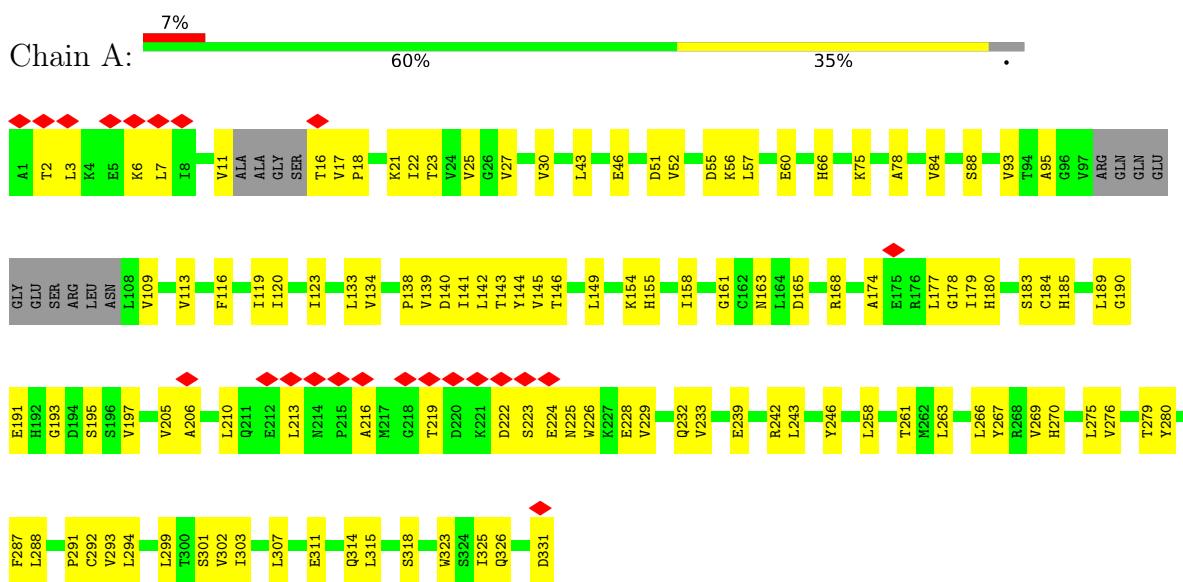 7%
Chain A:
60% 35% •
A1 T2 L3 K4 E5 K6 L7 I8 V11 ALA ALA GLY SER T16 V17 P18 K21 I22 T23 V24 V25 G26 V27 V30 L43 E46 D51 V52 D55 K56 L57 E60 H66 K75 A78 V84 S88 V93 T94 A95 G96 V97 ARG GLN GLN GLU
GLY GLU SER ARG LEU ASN L108 V109 V113 F116 I119 I120 I123 L133 V134 P138 V139 D140 I141 L142 T143 Y144 V145 T146 L149 K154 H155 I158 G161 C162 N163 L164 D165 R168 A174 E175 R176 L177 G178 I179 H180 S183 C184 H185 L189 G190
E191 H192 G193 D194 S195 S196 V197 V205 A206 L210 Q211 E212 L213 N214 P215 A216 M217 G218 T219 D220 K221 D222 S223 E224 N225 W226 K227 E228 V229 Q232 V233 E239 R242 L243 Y246 L258 T261 M262 L263 L266 Y267 R268 V269 H270 L275 V276 T279 Y280
F287 L288 P291 C292 V293 L294 L299 T300 S301 V302 I303 L307 E311 Q314 L315 S318 W323 S324 I325 Q326 D331